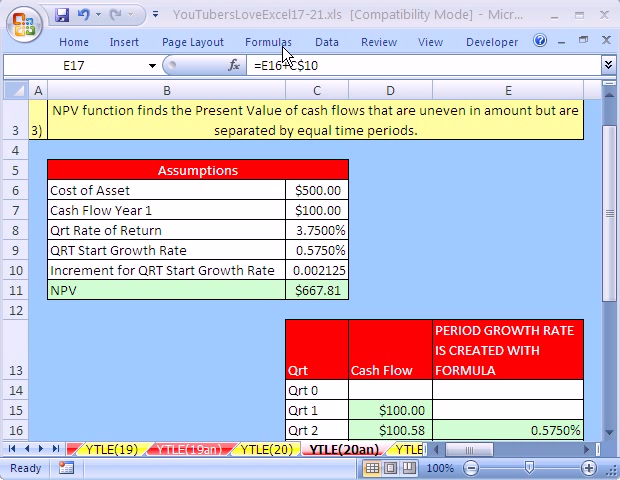 YouTubersLoveExcel17-21.xls [Compatibility Mode] - Micr...
Home Insert Page Layout Formulas Data Review View Developer
E17 fx =E16+C$10
A B C D E
3 3) NPV function finds the Present Value of cash flows that are uneven in amount but are
separated by equal time periods.
4
5 Assumptions
6 Cost of Asset $500.00
7 Cash Flow Year 1 $100.00
8 Qrt Rate of Return 3.7500%
9 QRT Start Growth Rate 0.5750%
10 Increment for QRT Start Growth Rate 0.002125
11 NPV $667.81
12
PERIOD GROWTH RATE
IS CREATED WITH
13 Qrt Cash Flow FORMULA
14 Qrt 0
15 Qrt 1 $100.00
16 Qrt 2 $100.58 0.5750%
YTLE(19) YTLE(19an) YTLE(20) YTLE(20an) YTLE
Ready 100%